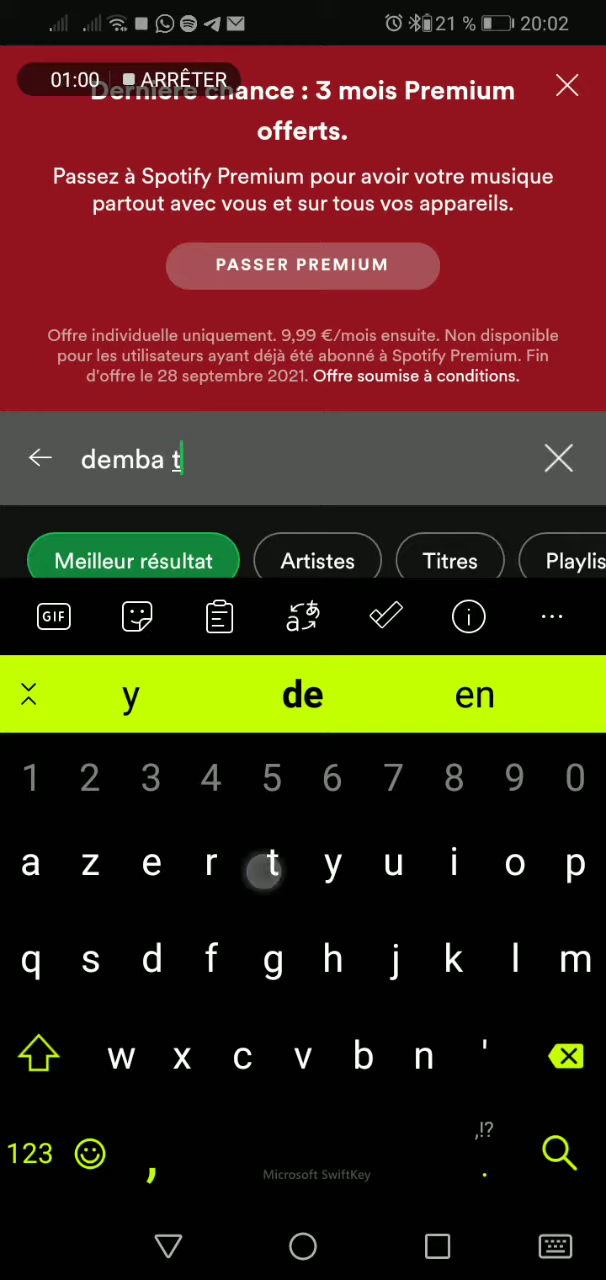 21 % 20:02
01:00 ARRÊTER
Dernière chance : 3 mois Premium
offerts.
Passez à Spotify Premium pour avoir votre musique
partout avec vous et sur tous vos appareils.
PASSER PREMIUM
Offre individuelle uniquement. 9,99 €/mois ensuite. Non disponible
pour les utilisateurs ayant déjà été abonné à Spotify Premium. Fin
d'offre le 28 septembre 2021. Offre soumise à conditions.
demba t
Meilleur résultat Artistes Titres Playlis
GIF aあ
y de en
1 2 3 4 5 6 7 8 9 0
a z e r t y u i o p
q s d f g h j k l m
w x c v b n '
,!?
123 , .
Microsoft SwiftKey